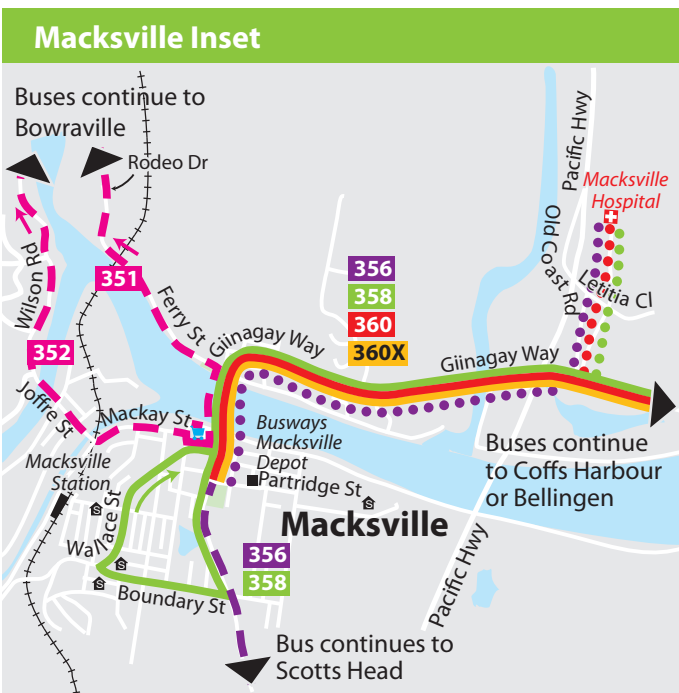 Macksville Inset
Buses continue to
Bowraville
Rodeo Dr
Pacific Hwy
Macksville
Hospital
Wilson Rd
351
Ferry St
356
358
360
360X
Old Coast Rd
Letitia Cl
352
Giinagay Way
Giinagay Way
Joffre St
Mackay St
Busways
Macksville
Depot
Buses continue
to Coffs Harbour
or Bellingen
Macksville
Station
Partridge St
S
Macksville
S
Wallace St
S
S
356
358
Boundary St
Pacific Hwy
Bus continues to
Scotts Head